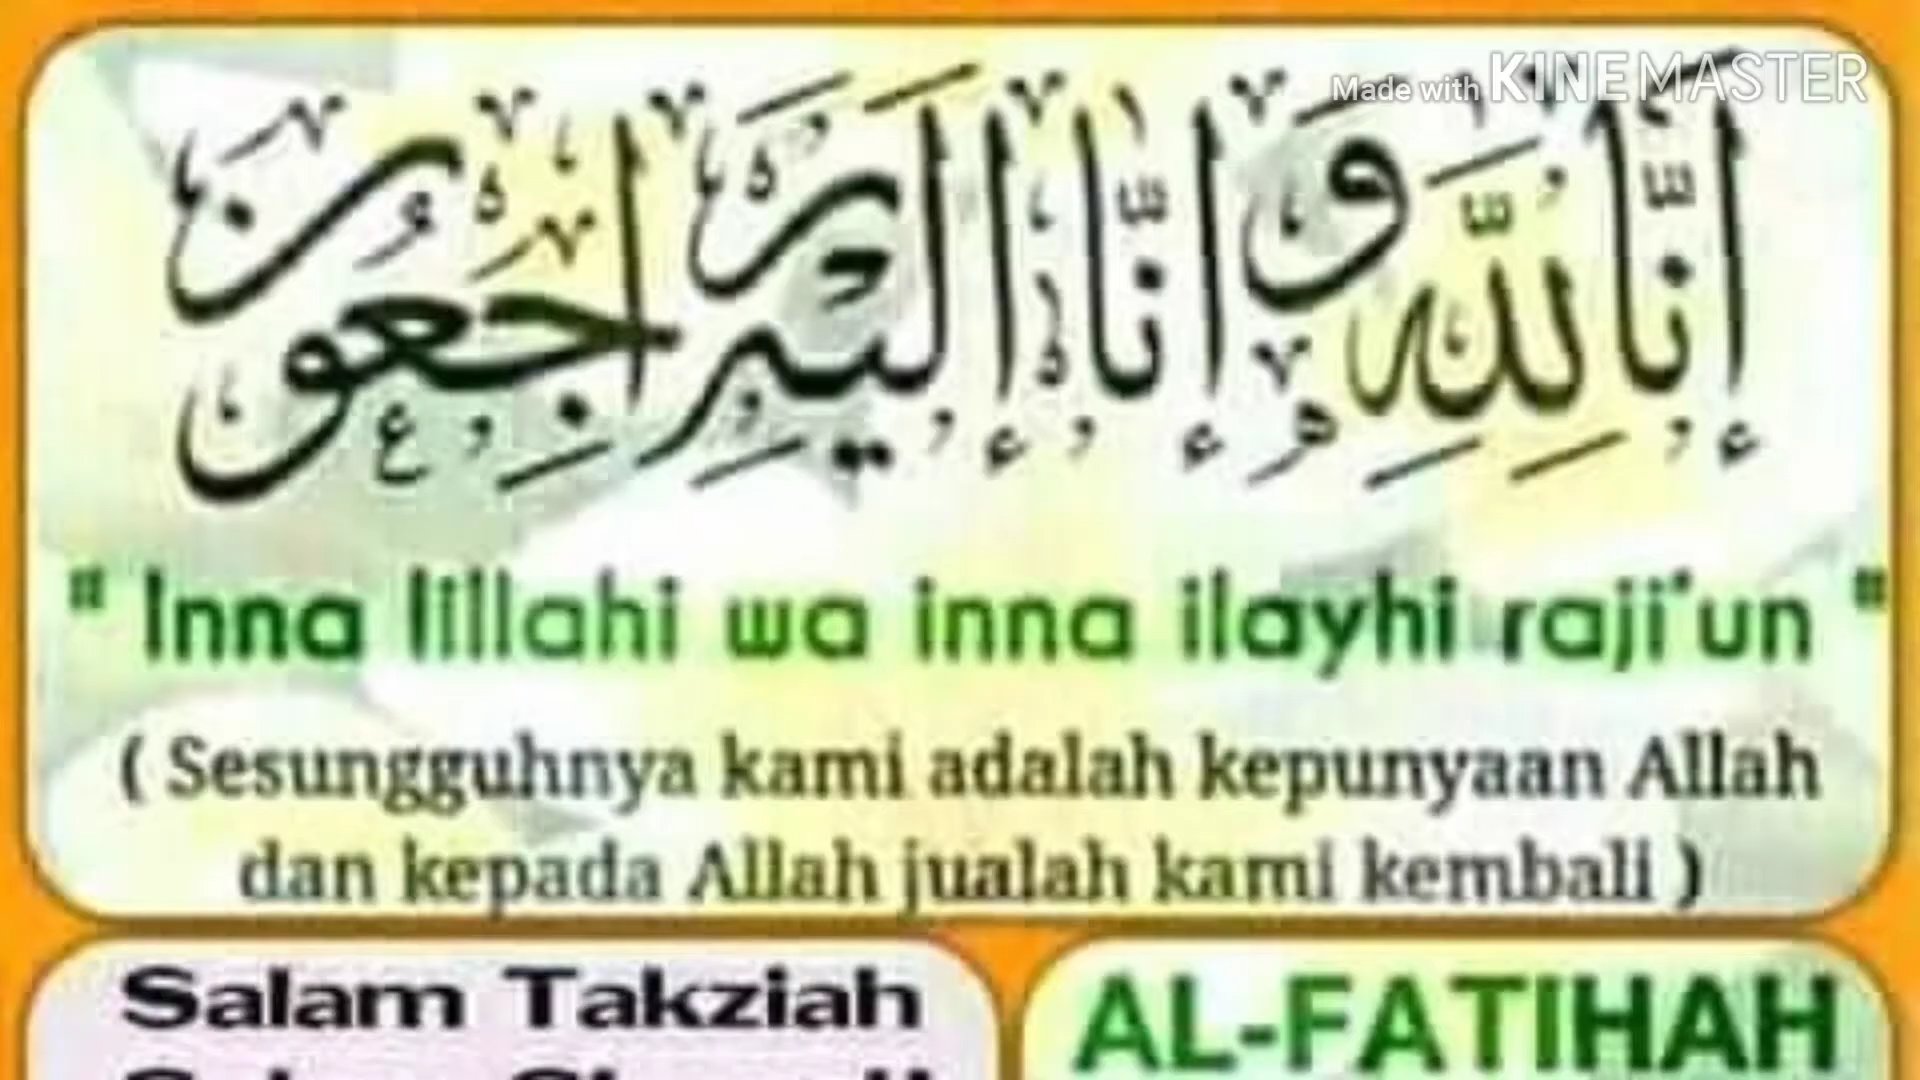 Made with KINEMASTER
إِنَّا لِلَّهِ وَإِنَّا إِلَيْهِ رَاجِعُونَ
" Inna lillahi wa inna ilayhi raji'un "
( Sesungguhnya kami adalah kepunyaan Allah
dan kepada Allah jualah kami kembali )
Salam Takziah
AL-FATIHAH